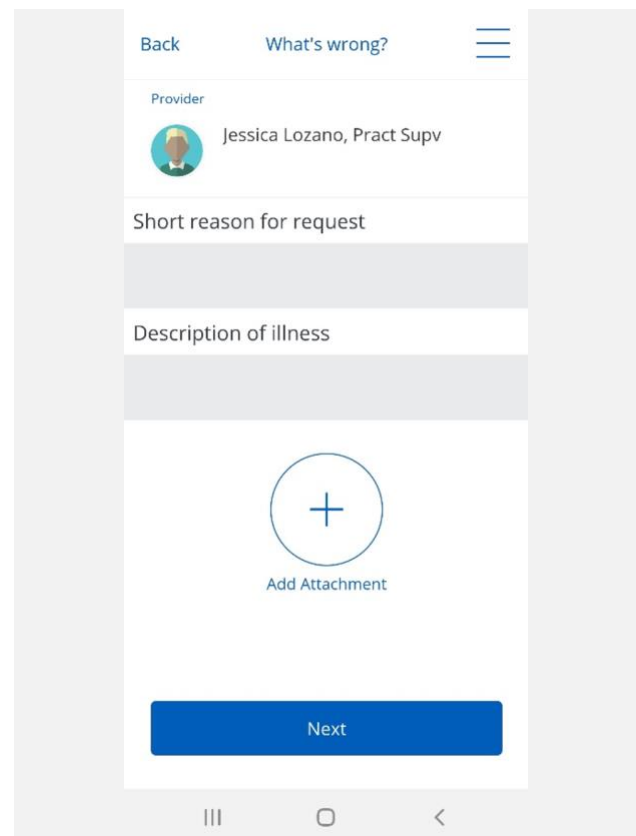 Back
What's wrong?
Provider
Jessica Lozano, Pract Supv
Short reason for request
Description of illness
Add Attachment
Next